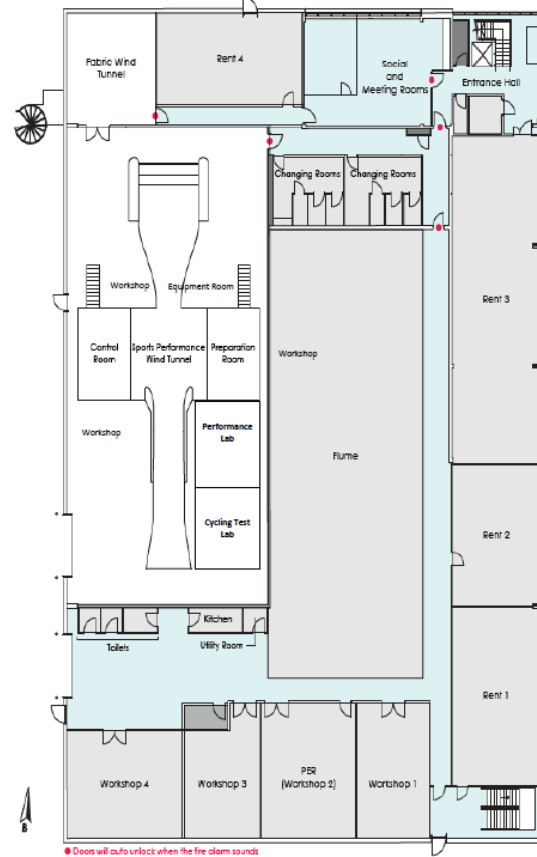 Fabric Wind
Tunnel
Rent 4
Social
and
Meeting Rooms
Entrance Hall
Changing Rooms
Changing Rooms
Workshop
Equipment Room
Rent 3
Control
Room
Sports Performance
Wind Tunnel
Preparation
Room
Workshop
Workshop
Performance
Lab
Flume
Cycling Test
Lab
Rent 2
Kitchen
Toilets
Utility Room
Rent 1
Workshop 4
Workshop 3
PER
(Workshop 2)
Workshop 1
B
Doors will auto unlock when the fire alarm sounds